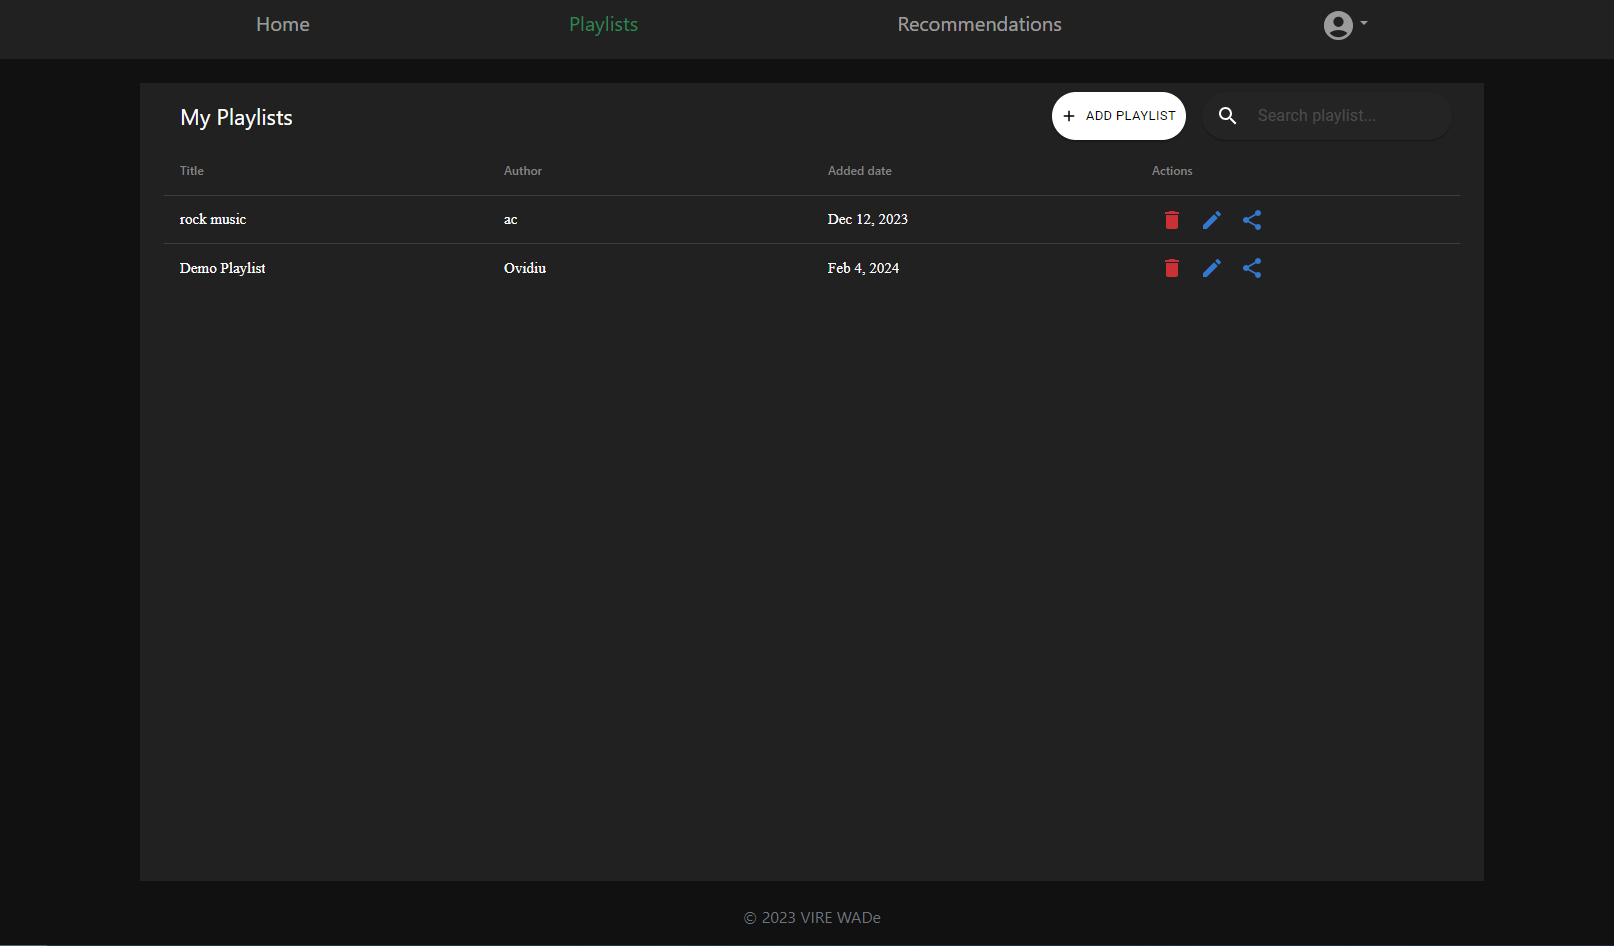 Home Playlists Recommendations
My Playlists + ADD PLAYLIST Search playlist...
Title Author Added date Actions
rock music ac Dec 12, 2023
Demo Playlist Ovidiu Feb 4, 2024
© 2023 VIRE WADe